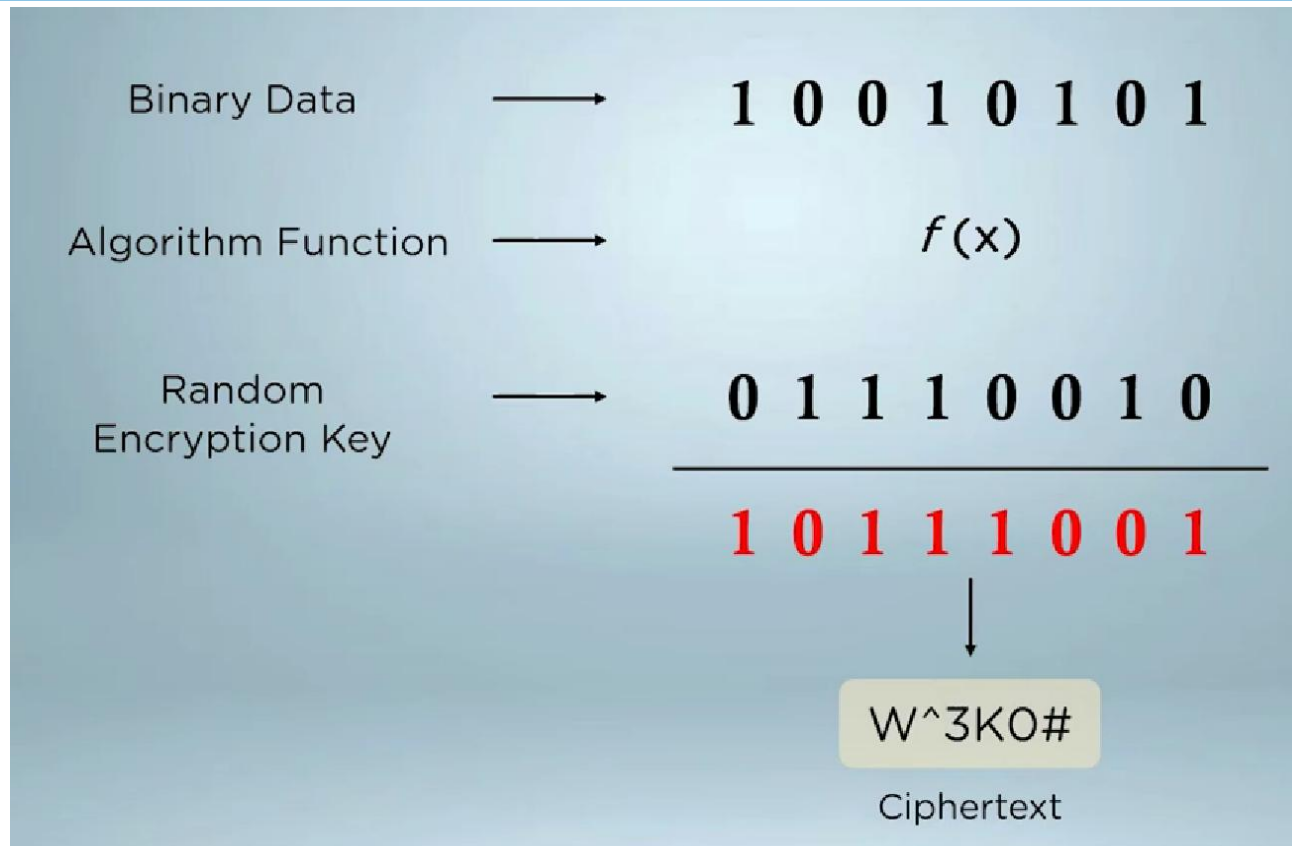 Binary Data
1 0 0 1 0 1 0 1
Algorithm Function
f(x)
Random
Encryption Key
0 1 1 1 0 0 1 0
1 0 1 1 1 0 0 1
W^3K0#
Ciphertext